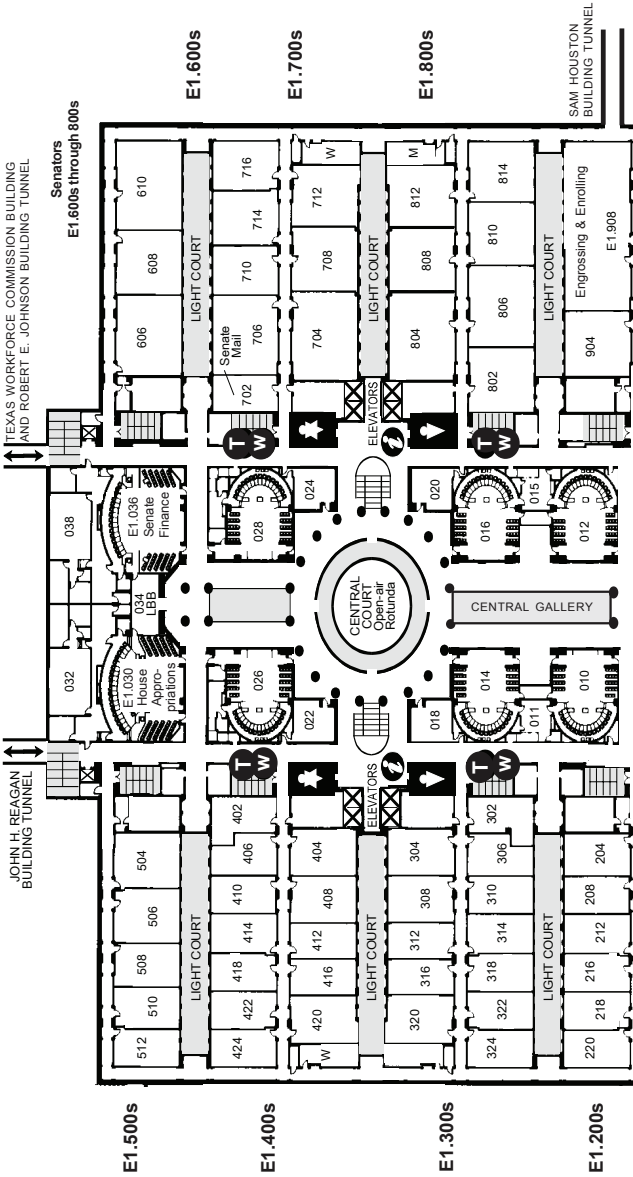 JOHN H. REAGAN
BUILDING TUNNEL
TEXAS WORKFORCE COMMISSION BUILDING
AND ROBERT E. JOHNSON BUILDING TUNNEL
Senators
E1.600s through 800s
032
038
E1.500s
512
510
508
506
504
E1.030
House
Appro-
priations
034
LBB
E1.036
Senate
Finance
606
608
610
LIGHT COURT
LIGHT COURT
E1.600s
E1.400s
424
422
418
414
410
406
402
T
W
026
028
T
W
702
Senate
Mail
706
710
714
716
W
420
416
412
408
404
022
024
704
708
712
W
E1.700s
LIGHT COURT
ELEVATORS
CENTRAL
COURT
Open-air
Rotunda
ELEVATORS
LIGHT COURT
i
i
E1.300s
320
316
312
308
304
018
020
804
808
812
M
E1.800s
324
322
318
314
310
306
302
T
W
014
CENTRAL GALLERY
016
T
W
802
806
810
814
LIGHT COURT
011
015
LIGHT COURT
E1.200s
220
218
216
212
208
204
010
012
904
Engrossing & Enrolling
E1.908
SAM HOUSTON
BUILDING TUNNEL